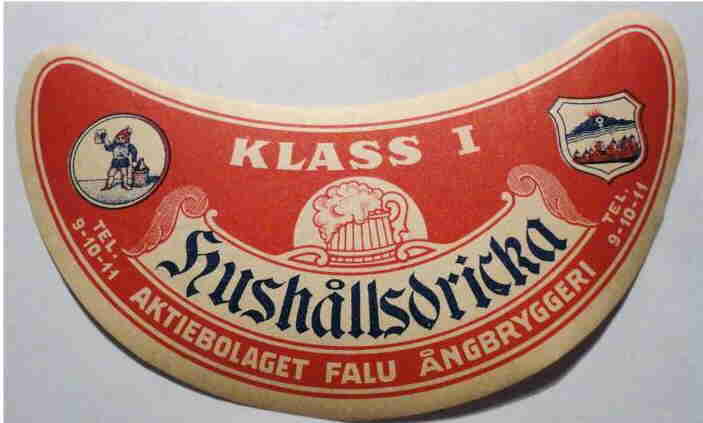 KLASS I
Hushållsdricka
TEL.
9-10-11
TEL.
9-10-11
AKTIEBOLAGET FALU ÅNGBRYGGERI